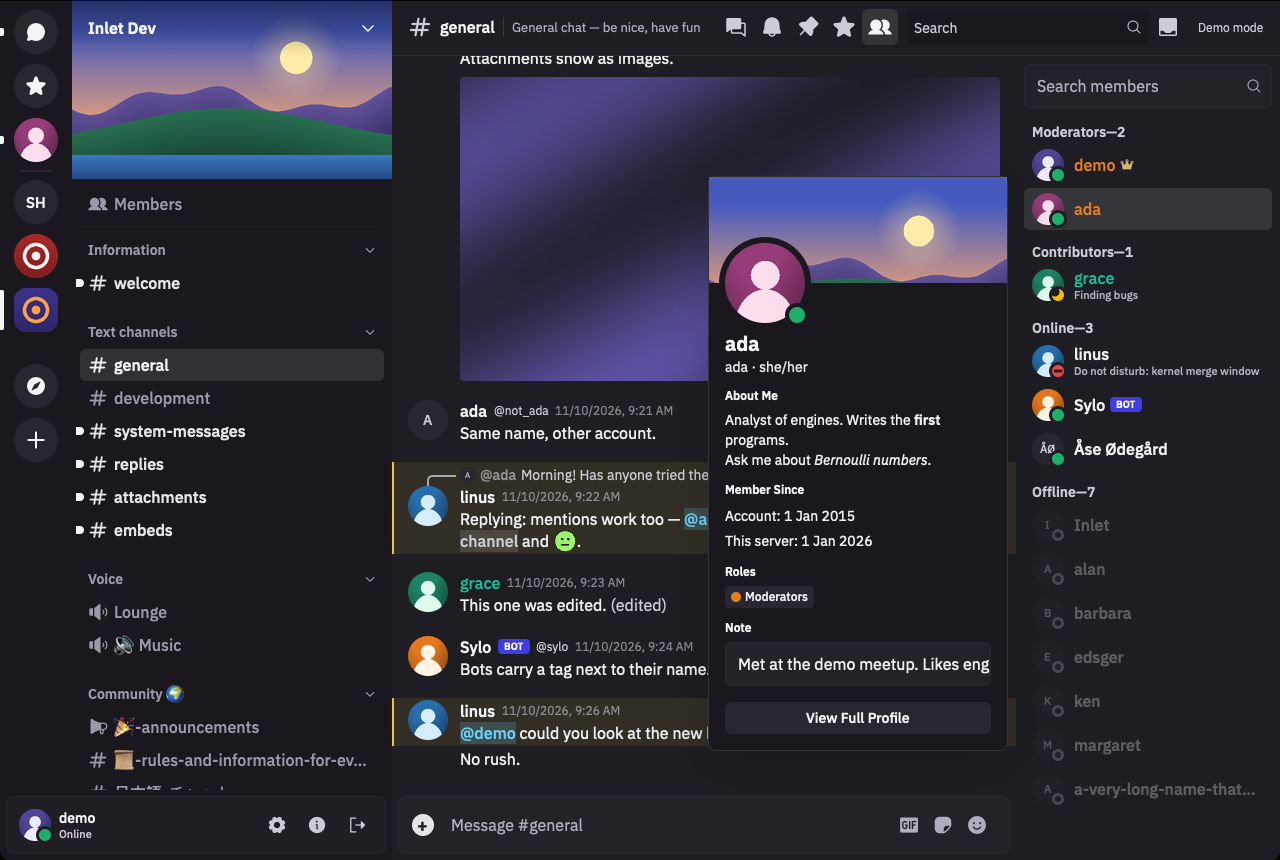 SH
Inlet Dev
Members
Information
# welcome
Text channels
# general
# development
# system-messages
# replies
# attachments
# embeds
Voice
Lounge
Music
Community
-announcements
# -rules-and-information-for-ev...
demo
Online
# general
General chat — be nice, have fun
Search
Demo mode
Attachments show as images.
A
ada @not_ada 11/10/2026, 9:21 AM
Same name, other account.
A @ada Morning! Has anyone tried the
linus 11/10/2026, 9:22 AM
Replying: mentions work too — @a
channel and .
grace 11/10/2026, 9:23 AM
This one was edited. (edited)
Sylo BOT @sylo 11/10/2026, 9:24 AM
Bots carry a tag next to their name.
linus 11/10/2026, 9:26 AM
@demo could you look at the new
No rush.
Message #general
GIF
ada
ada · she/her
About Me
Analyst of engines. Writes the first
programs.
Ask me about Bernoulli numbers.
Member Since
Account: 1 Jan 2015
This server: 1 Jan 2026
Roles
Moderators
Note
Met at the demo meetup. Likes eng
View Full Profile
Search members
Moderators—2
demo
ada
Contributors—1
grace
Finding bugs
Online—3
linus
Do not disturb: kernel merge window
Sylo BOT
ÅØ Åse Ødegård
Offline—7
I Inlet
A alan
B barbara
E edsger
K ken
M margaret
A a-very-long-name-that...